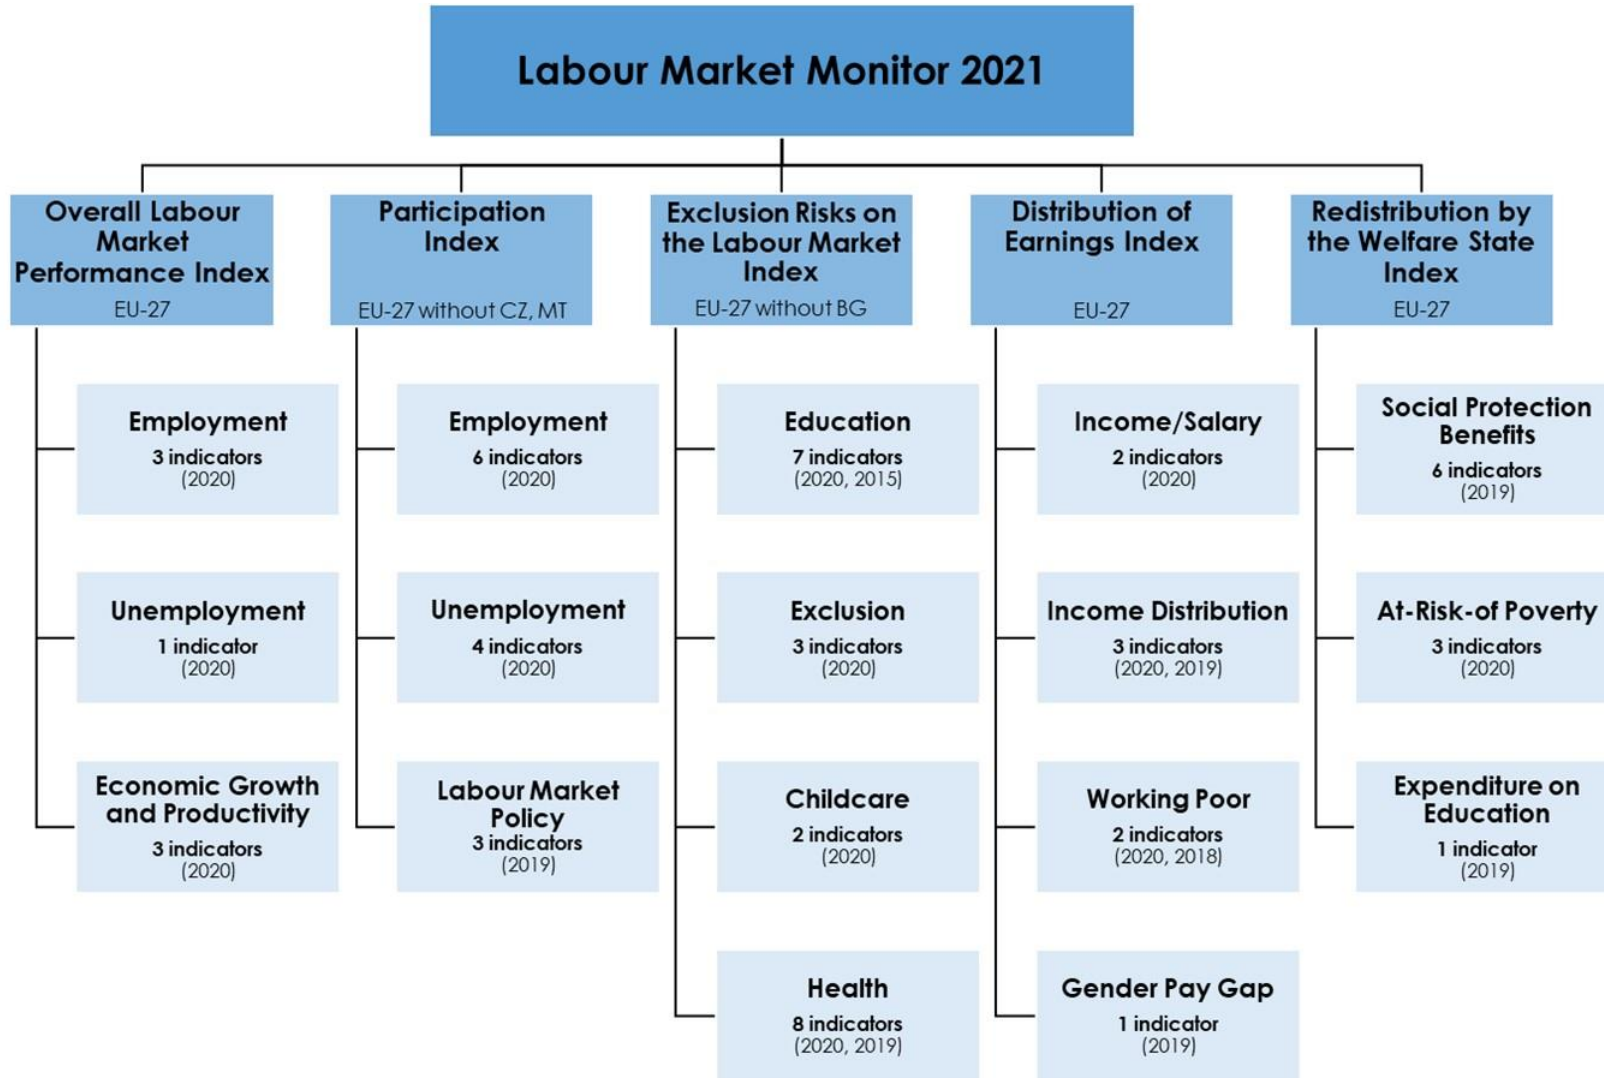 Labour Market Monitor 2021
Overall Labour
Market
Performance Index
EU-27
Participation
Index
EU-27 without CZ, MT
Exclusion Risks on
the Labour Market
Index
EU-27 without BG
Distribution of
Earnings Index
EU-27
Redistribution by
the Welfare State
Index
EU-27
Employment
3 indicators
(2020)
Unemployment
1 indicator
(2020)
Economic Growth
and Productivity
3 indicators
(2020)
Employment
6 indicators
(2020)
Unemployment
4 indicators
(2020)
Labour Market
Policy
3 indicators
(2019)
Education
7 indicators
(2020, 2015)
Exclusion
3 indicators
(2020)
Childcare
2 indicators
(2020)
Health
8 indicators
(2020, 2019)
Income/Salary
2 indicators
(2020)
Income Distribution
3 indicators
(2020, 2019)
Working Poor
2 indicators
(2020, 2018)
Gender Pay Gap
1 indicator
(2019)
Social Protection
Benefits
6 indicators
(2019)
At-Risk-of Poverty
3 indicators
(2020)
Expenditure on
Education
1 indicator
(2019)